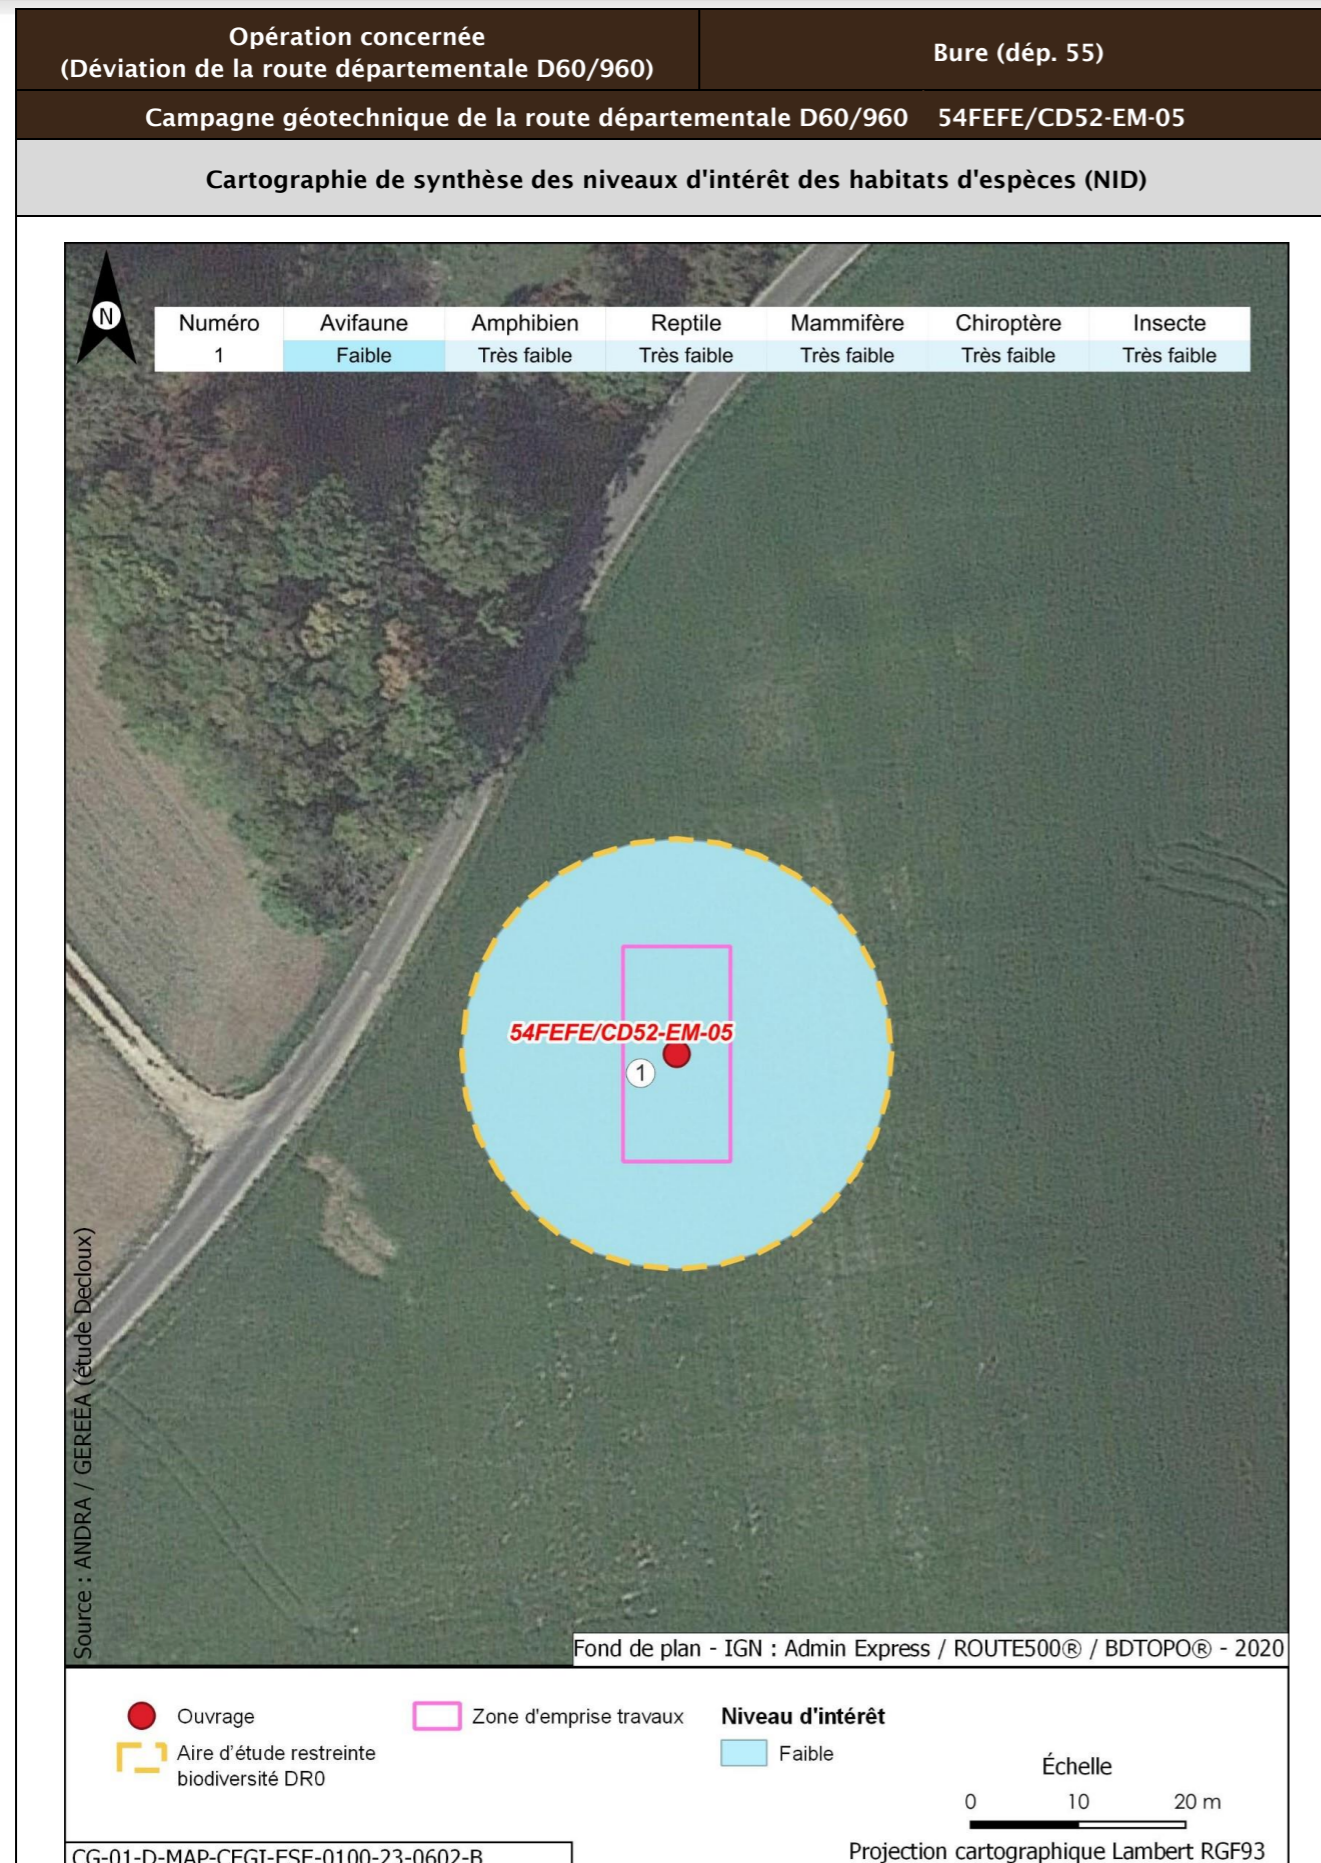 Opération concernée
(Déviation de la route départementale D60/960)
Bure (dép. 55)
Campagne géotechnique de la route départementale D60/960 54FEFE/CD52-EM-05
Cartographie de synthèse des niveaux d'intérêt des habitats d'espèces (NID)
N
Numéro Avifaune Amphibien Reptile Mammifère Chiroptère Insecte
1 Faible Très faible Très faible Très faible Très faible Très faible
54FEFE/CD52-EM-05
1
Source : ANDRA / GEREEA (étude Decloux)
Fond de plan - IGN : Admin Express / ROUTE500® / BDTOPO® - 2020
Ouvrage
Aire d'étude restreinte
biodiversité DR0
Zone d'emprise travaux
Niveau d'intérêt
Faible
Échelle
0 10 20 m
Projection cartographique Lambert RGF93
CG-01-D-MAP-CEGI-ESE-0100-23-0602-B